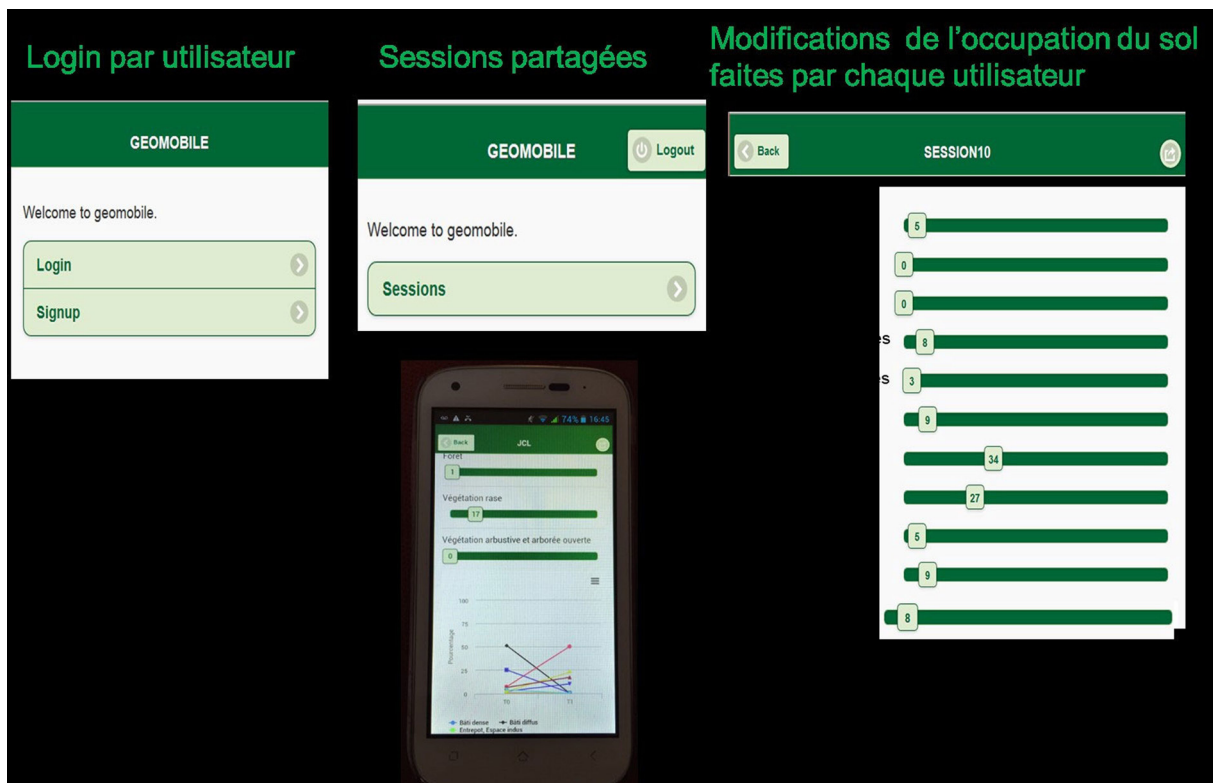 Login par utilisateur
Sessions partagées
Modifications de l'occupation du sol
faites par chaque utilisateur
GEOMOBILE
Welcome to geomobile.
Login
Signup
GEOMOBILE
Logout
Welcome to geomobile.
Sessions
Back
SESSION10
5
0
0
es
8
es
3
9
34
27
5
9
8
74% 16:45
Back
JCL
Forêt
1
Végétation rase
17
Végétation arbustive et arborée ouverte
0
100
75
50
25
0
Pourcentage
T0
T1
Bâti dense
Bâti diffus
Entrepot, Espace indus